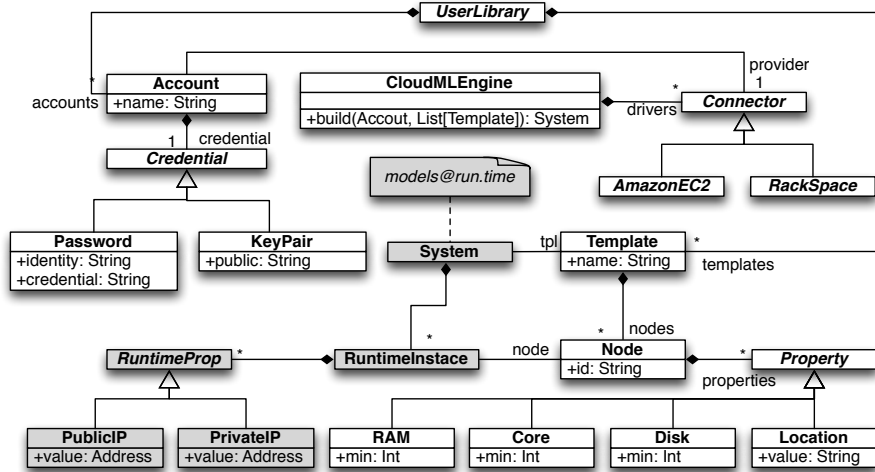 UserLibrary
provider
* Account
CloudMLEngine
* 1
accounts +name: String
Connector
+build(Accout, List[Template]): System
drivers
1 credential
Credential
models@run.time
AmazonEC2
RackSpace
Password
KeyPair
System
tpl
Template
*
+identity: String
+public: String
+name: String
templates
+credential: String
* nodes
*
RuntimeProp
*
RuntimeInstace
node
Node
*
Property
+id: String
properties
PublicIP
PrivateIP
RAM
Core
Disk
Location
+value: Address
+value: Address
+min: Int
+min: Int
+min: Int
+value: String